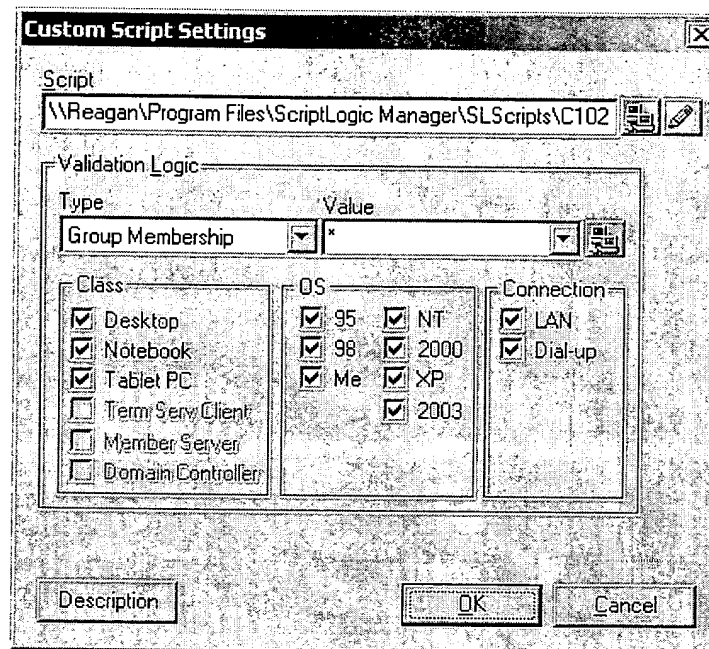 Custom Script Settings
Script
\\Reagan\Program Files\ScriptLogic Manager\SLScripts\C102
Validation Logic
Type Value
Group Membership *
Class OS Connection
Desktop 95 NT LAN
Notebook 98 2000 Dial-up
Tablet PC Me XP
Term Serv Client 2003
Member Server
Domain Controller
Description OK Cancel